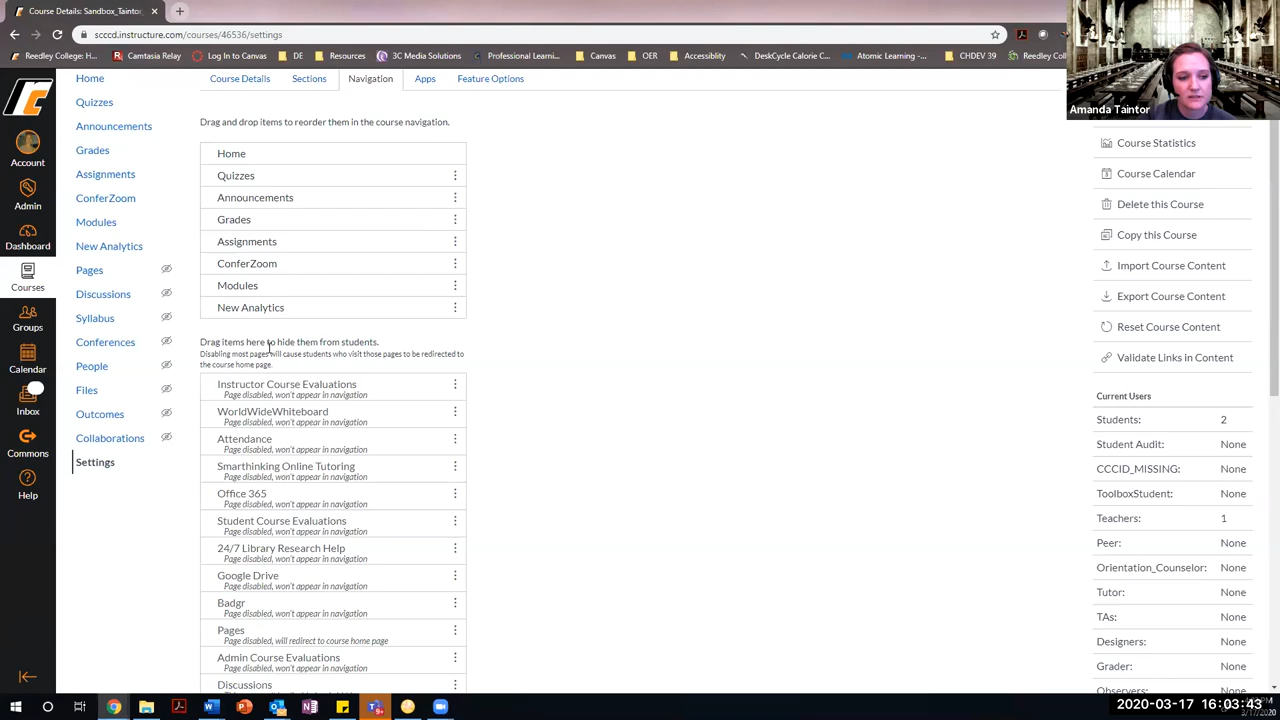 Course Details: Sandbox_Taintor
scccd.instructure.com/courses/46536/settings
Reedley College: H...
Camtasia Relay
Log In to Canvas
DE
Resources
3C Media Solutions
Professional Learni...
Canvas
OER
Accessiblity
DeskCycle Calorie C...
Atomic Learning -...
CHDEV 39
Reedley
Amanda Taintor
Account
Admin
Dashboard
Courses
Groups
Calendar
Inbox
Commons
Help
Home
Quizzes
Announcements
Grades
Assignments
ConferZoom
Modules
New Analytics
Pages
Discussions
Syllabus
Conferences
People
Files
Outcomes
Collaborations
Settings
Course Details
Sections
Navigation
Apps
Feature Options
Drag and drop items to reorder them in the course navigation.
Home
Quizzes
Announcements
Grades
Assignments
ConferZoom
Modules
New Analytics
Drag items here to hide them from students.
Disabling most pages will cause students who visit those pages to be redirected to
the course home page.
Instructor Course Evaluations
Page disabled, won't appear in navigation
WorldWideWhiteboard
Page disabled, won't appear in navigation
Attendance
Page disabled, won't appear in navigation
Smarthinking Online Tutoring
Page disabled, won't appear in navigation
Office 365
Page disabled, won't appear in navigation
Student Course Evaluations
Page disabled, won't appear in navigation
24/7 Library Research Help
Page disabled, won't appear in navigation
Google Drive
Page disabled, won't appear in navigation
Badgr
Page disabled, won't appear in navigation
Pages
Page disabled, will redirect to course home page
Admin Course Evaluations
Page disabled, won't appear in navigation
Discussions
Course Statistics
Course Calendar
Delete this Course
Copy this Course
Import Course Content
Export Course Content
Reset Course Content
Validate Links in Content
Current Users
Students: 2
Student Audit: None
CCCID_MISSING: None
ToolboxStudent: None
Teachers: 1
Peer: None
Orientation_Counselor: None
Tutor: None
TAs: None
Designers: None
Grader: None
Observers: None
2020-03-17 16:03:43